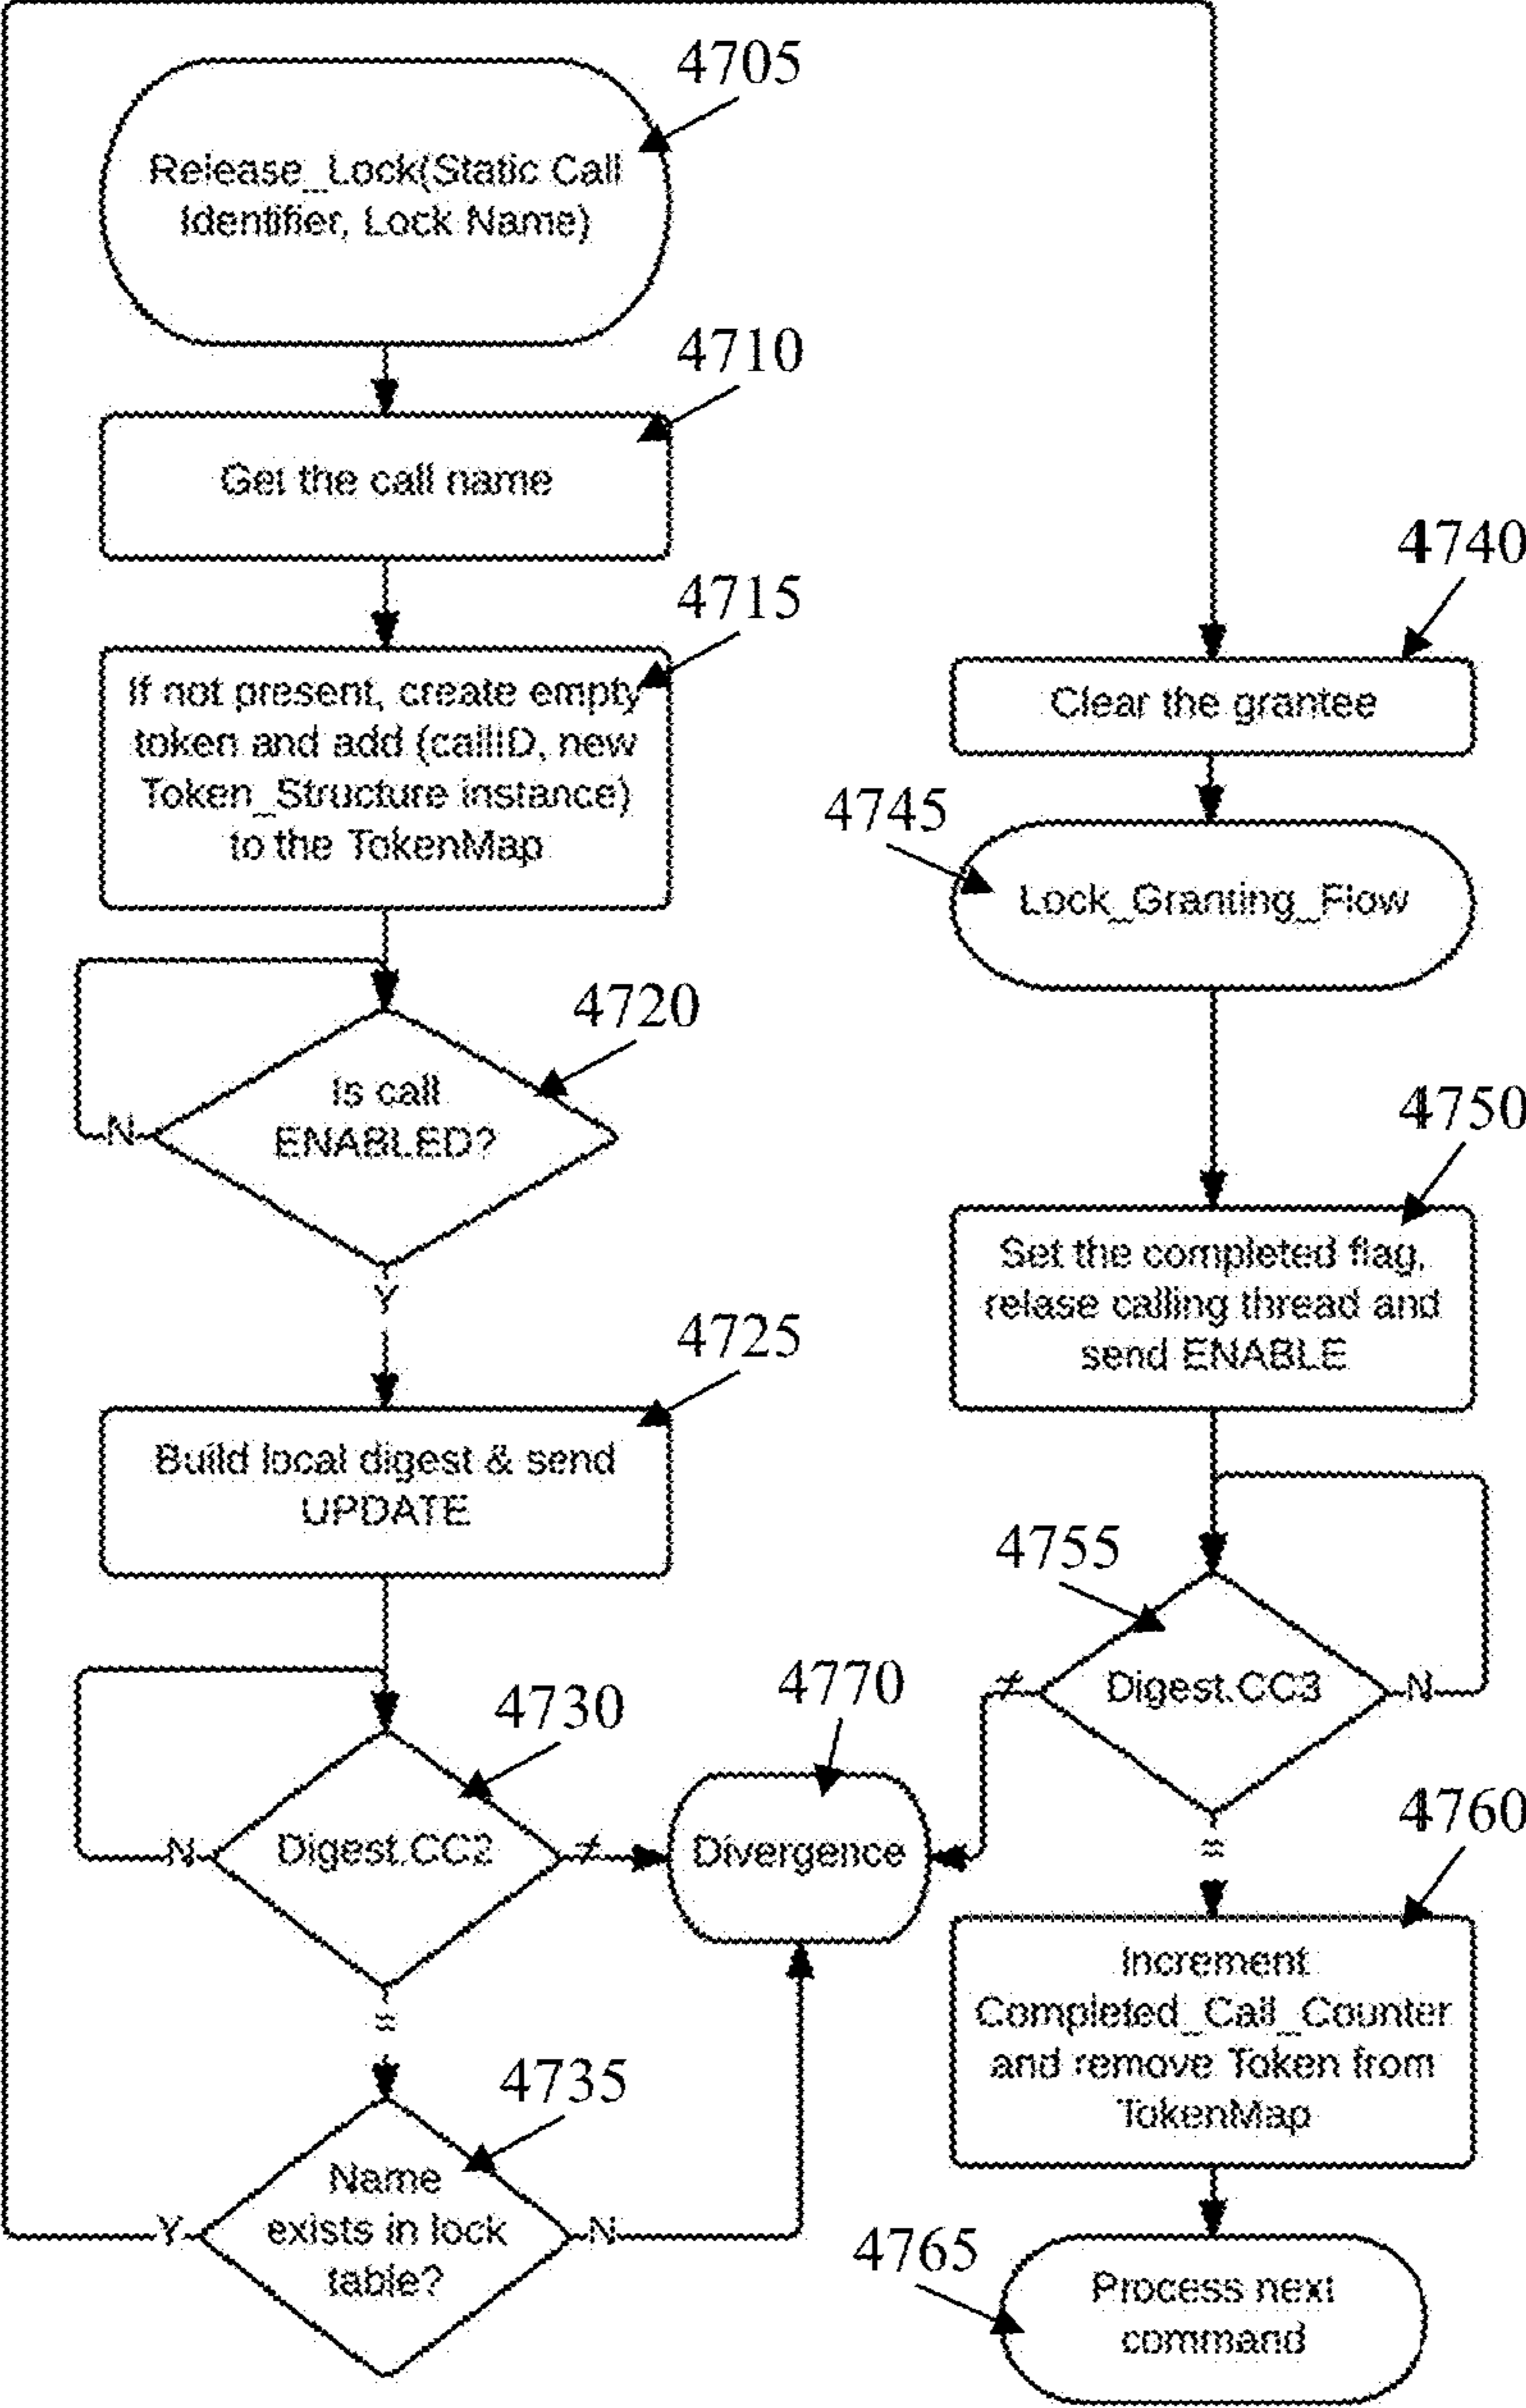 4705
Release_Lock(Static Call
Identifier, Lock Name)
4710
Get the call name
4715
If not present, create empty
token and add (callID, new
Token_Structure instance)
to the TokenMap
4720
Is call
ENABLED?
N
Y
4725
Build local digest & send
UPDATE
4730
Digest.CC2
N
≠
=
4735
Name
exists in lock
table?
Y
N
4740
Clear the grantee
4745
Lock_Granting_Flow
4750
Set the completed flag,
relase calling thread and
send ENABLE
4755
Digest.CC3
≠
N
=
4770
Divergence
4760
Increment
Completed_Call_Counter
and remove Token from
TokenMap
4765
Process next
command